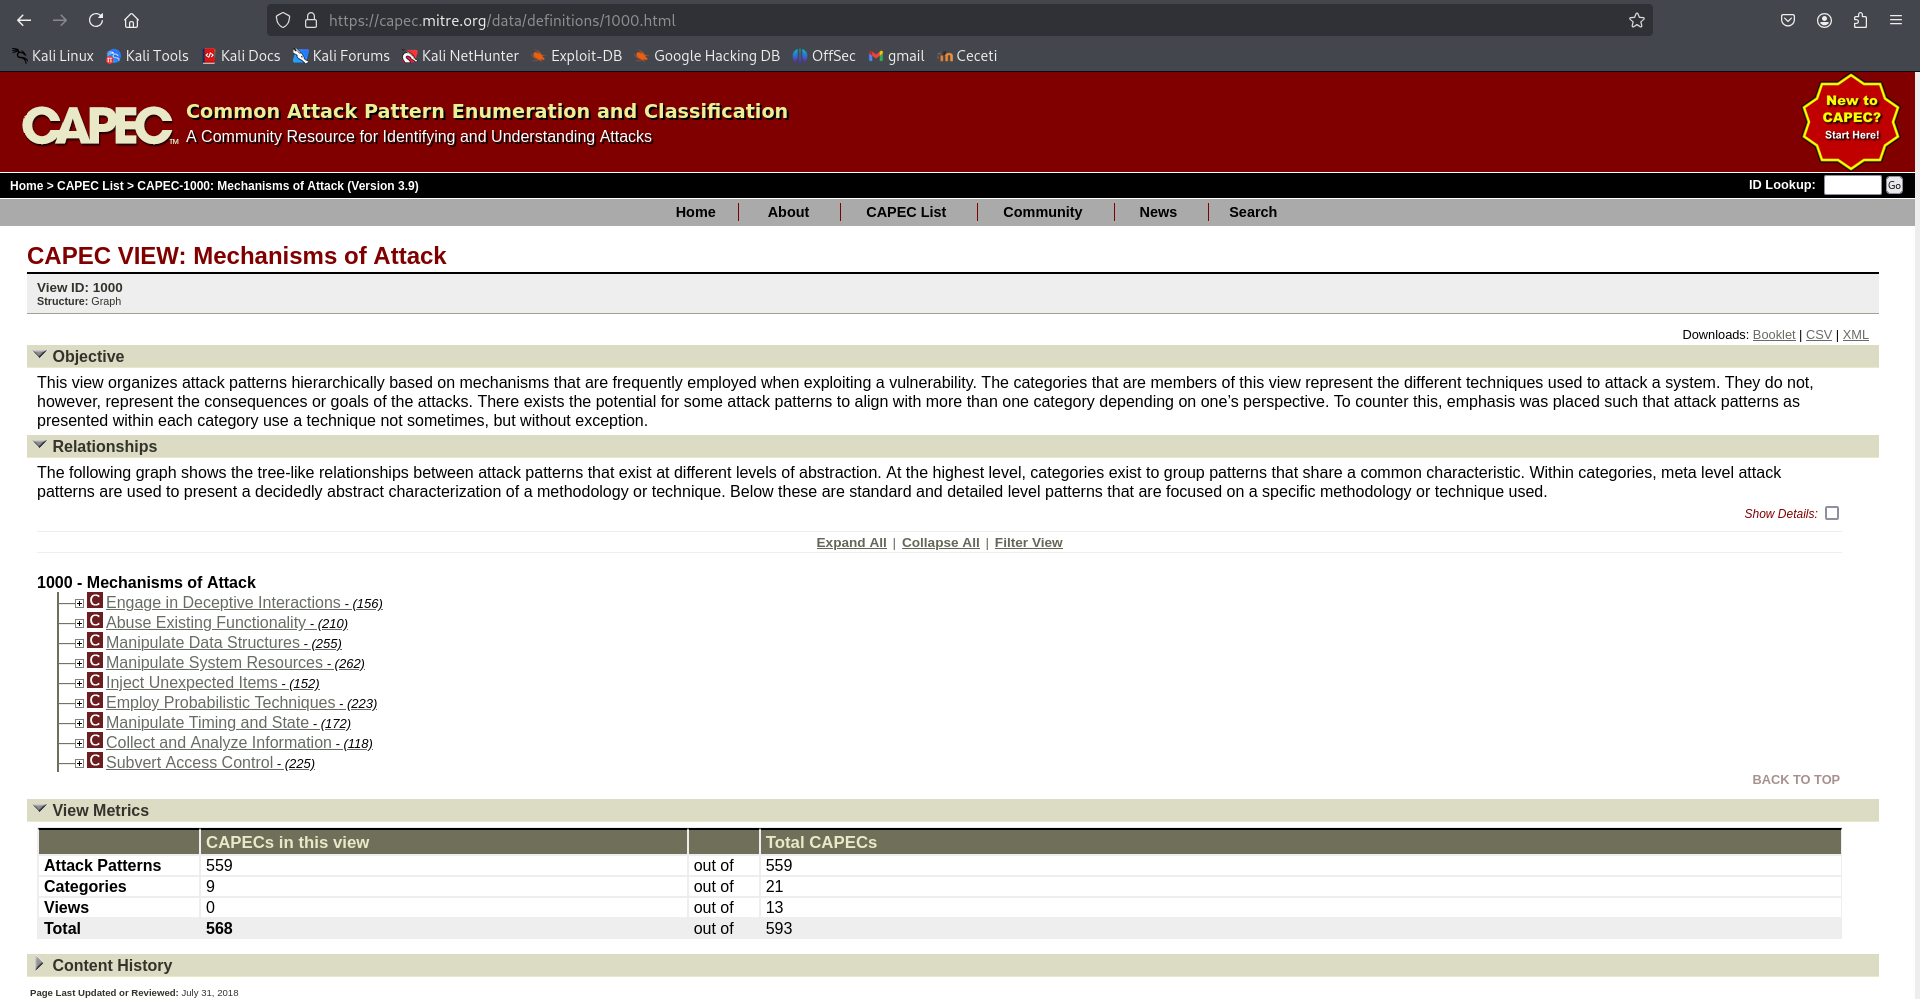 https://capec.mitre.org/data/definitions/1000.html
Kali Linux Kali Tools Kali Docs Kali Forums Kali NetHunter Exploit-DB Google Hacking DB OffSec gmail Ceceti
CAPEC™
Common Attack Pattern Enumeration and Classification
A Community Resource for Identifying and Understanding Attacks
New to
CAPEC?
Start Here!
Home > CAPEC List > CAPEC-1000: Mechanisms of Attack (Version 3.9)
ID Lookup: Go
Home About CAPEC List Community News Search
CAPEC VIEW: Mechanisms of Attack
View ID: 1000
Structure: Graph
Downloads: Booklet | CSV | XML
Objective
This view organizes attack patterns hierarchically based on mechanisms that are frequently employed when exploiting a vulnerability. The categories that are members of this view represent the different techniques used to attack a system. They do not,
however, represent the consequences or goals of the attacks. There exists the potential for some attack patterns to align with more than one category depending on one’s perspective. To counter this, emphasis was placed such that attack patterns as
presented within each category use a technique not sometimes, but without exception.
Relationships
The following graph shows the tree-like relationships between attack patterns that exist at different levels of abstraction. At the highest level, categories exist to group patterns that share a common characteristic. Within categories, meta level attack
patterns are used to present a decidedly abstract characterization of a methodology or technique. Below these are standard and detailed level patterns that are focused on a specific methodology or technique used.
Show Details:
Expand All | Collapse All | Filter View
1000 - Mechanisms of Attack
C Engage in Deceptive Interactions - (156)
C Abuse Existing Functionality - (210)
C Manipulate Data Structures - (255)
C Manipulate System Resources - (262)
C Inject Unexpected Items - (152)
C Employ Probabilistic Techniques - (223)
C Manipulate Timing and State - (172)
C Collect and Analyze Information - (118)
C Subvert Access Control - (225)
BACK TO TOP
View Metrics
CAPECs in this view Total CAPECs
Attack Patterns 559 out of 559
Categories 9 out of 21
Views 0 out of 13
Total 568 out of 593
Content History
Page Last Updated or Reviewed: July 31, 2018